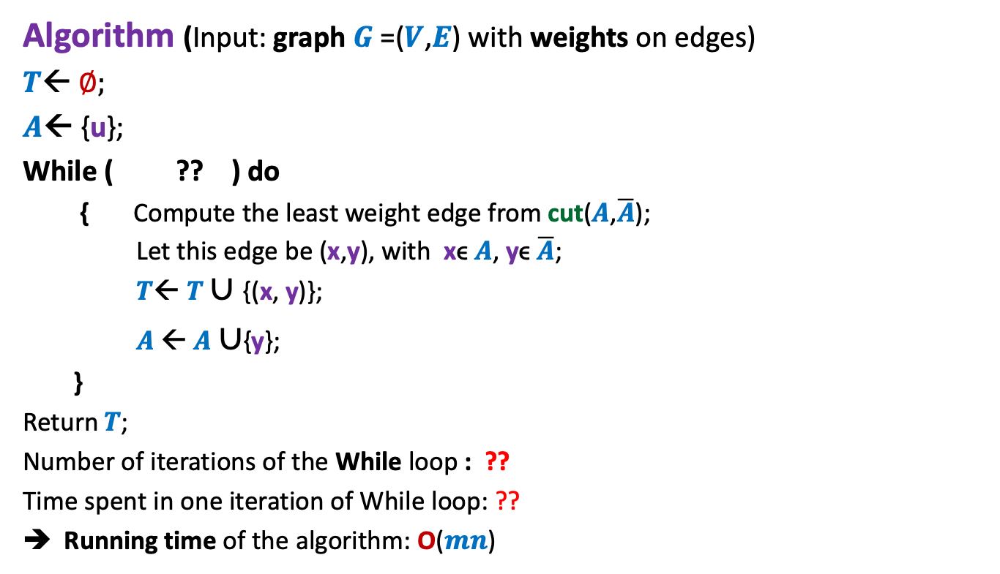 Algorithm (Input: graph G =(V,E) with weights on edges)
T← ∅;
A← {u};
While ( ?? ) do
{ Compute the least weight edge from cut(A,A̅);
Let this edge be (x,y), with xϵ A, yϵ A̅;
T← T ∪ {(x, y)};
A ← A ∪{y};
}
Return T;
Number of iterations of the While loop : ??
Time spent in one iteration of While loop: ??
➔ Running time of the algorithm: O(mn)